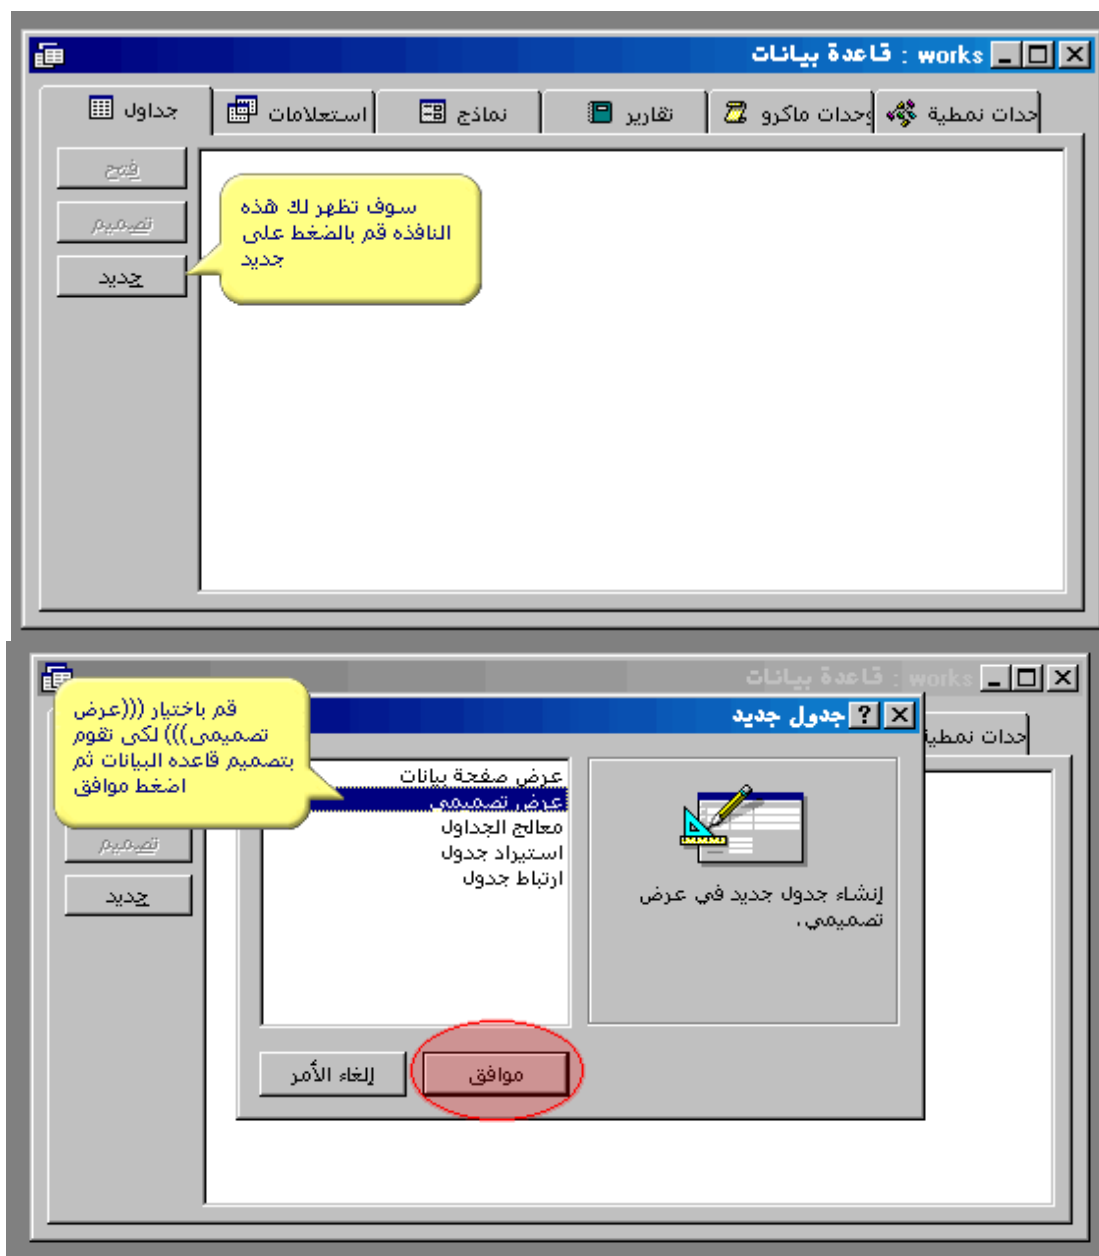 works : قاعدة بيانات
جداول
استعلامات
نماذج
تقارير
وحدات ماكرو
حدات نمطية
فتح
تصميم
جديد
سوف تظهر لك هذه
النافذه قم بالضغط على
جديد
works : قاعدة بيانات
حدات نمطية
تصميم
جديد
قم باختيار (((عرض
تصميمى))) لكى تقوم
بتصميم قاعده البيانات ثم
اضغط موافق
جدول جديد
عرض صفحة بيانات
عرض تصميمي
معالج الجداول
استيراد جدول
ارتباط جدول
إنشاء جدول جديد في عرض
تصميمي.
موافق
إلغاء الأمر